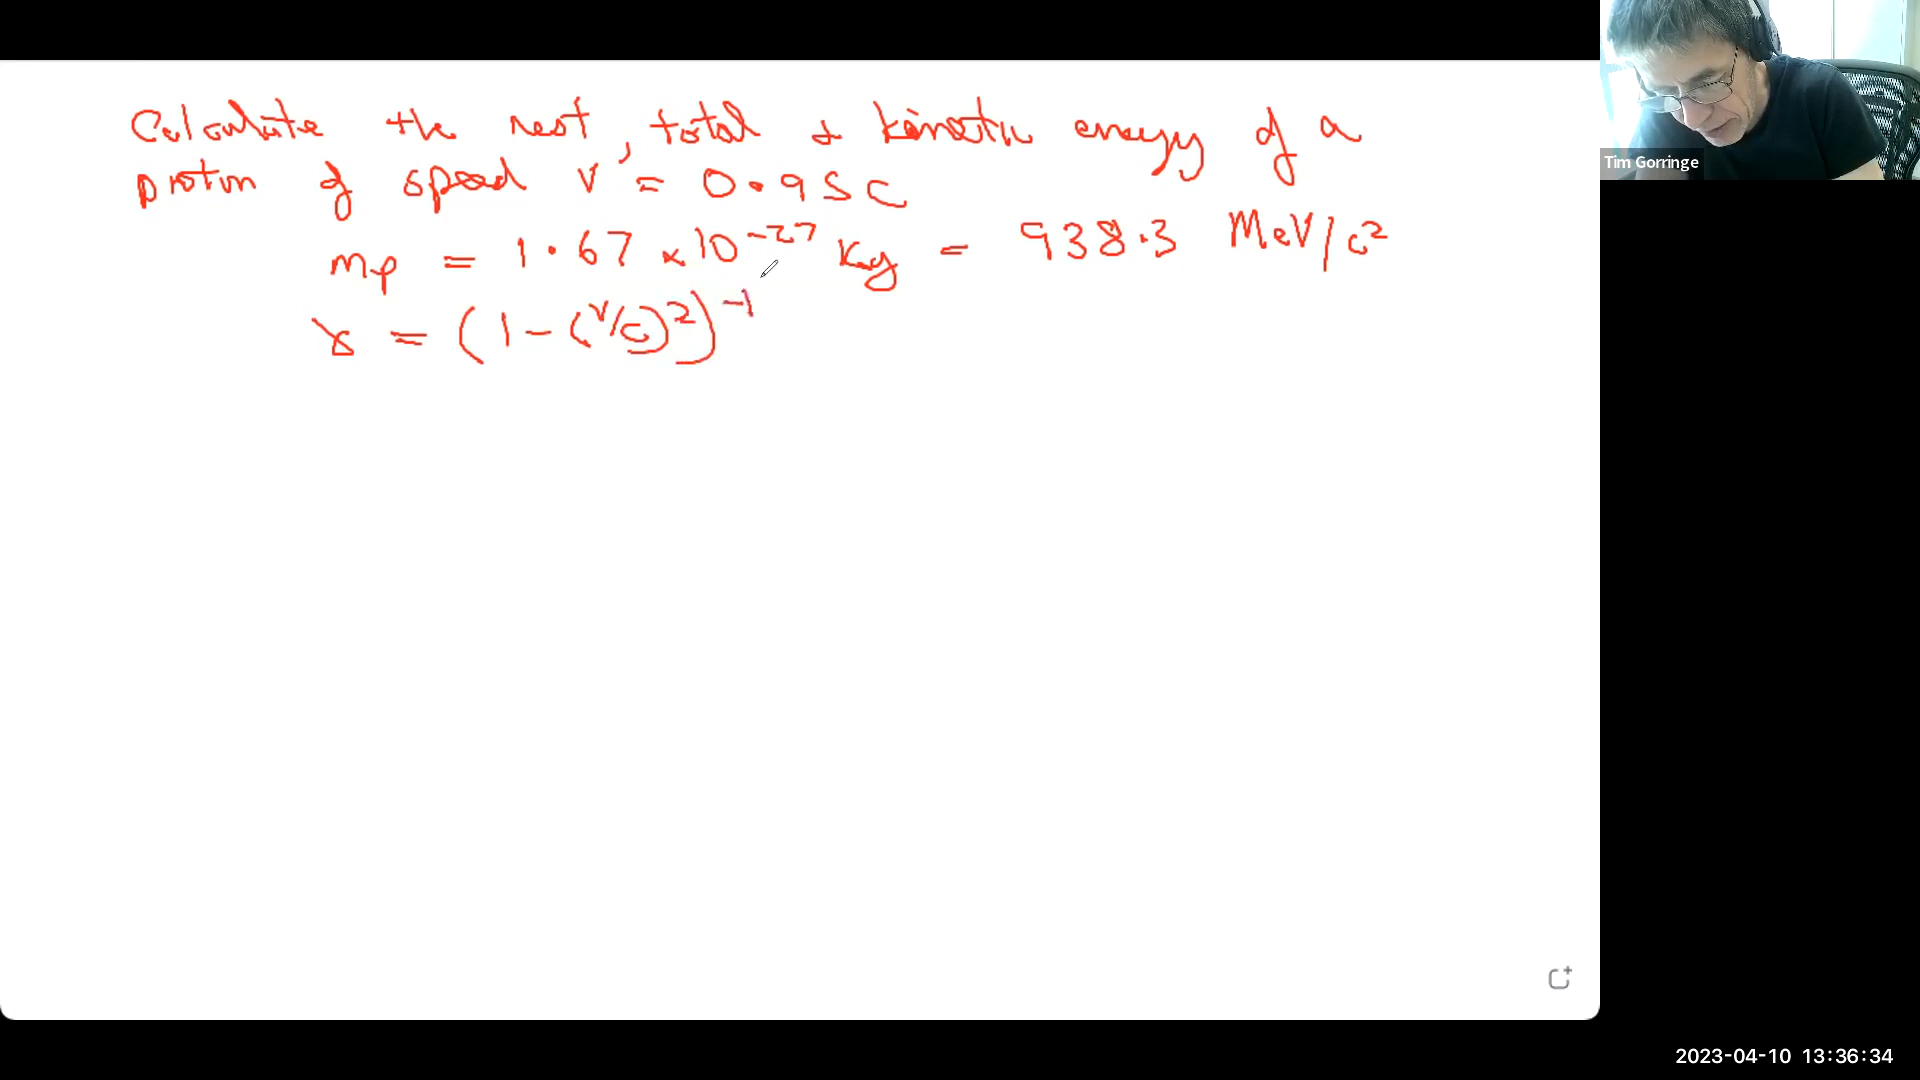 Calculate the rest, total & kinetic energy of a
proton of speed v = 0.95c
mp = 1.67 × 10⁻²⁷ kg = 938.3 MeV/c²
γ = (1 - (v/c)²)⁻¹
Tim Gorringe
2023-04-10 13:36:34